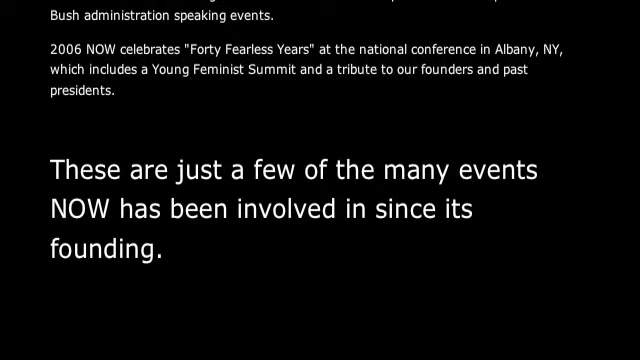 Bush administration speaking events.
2006 NOW celebrates "Forty Fearless Years" at the national conference in Albany, NY,
which includes a Young Feminist Summit and a tribute to our founders and past
presidents.
These are just a few of the many events
NOW has been involved in since its
founding.